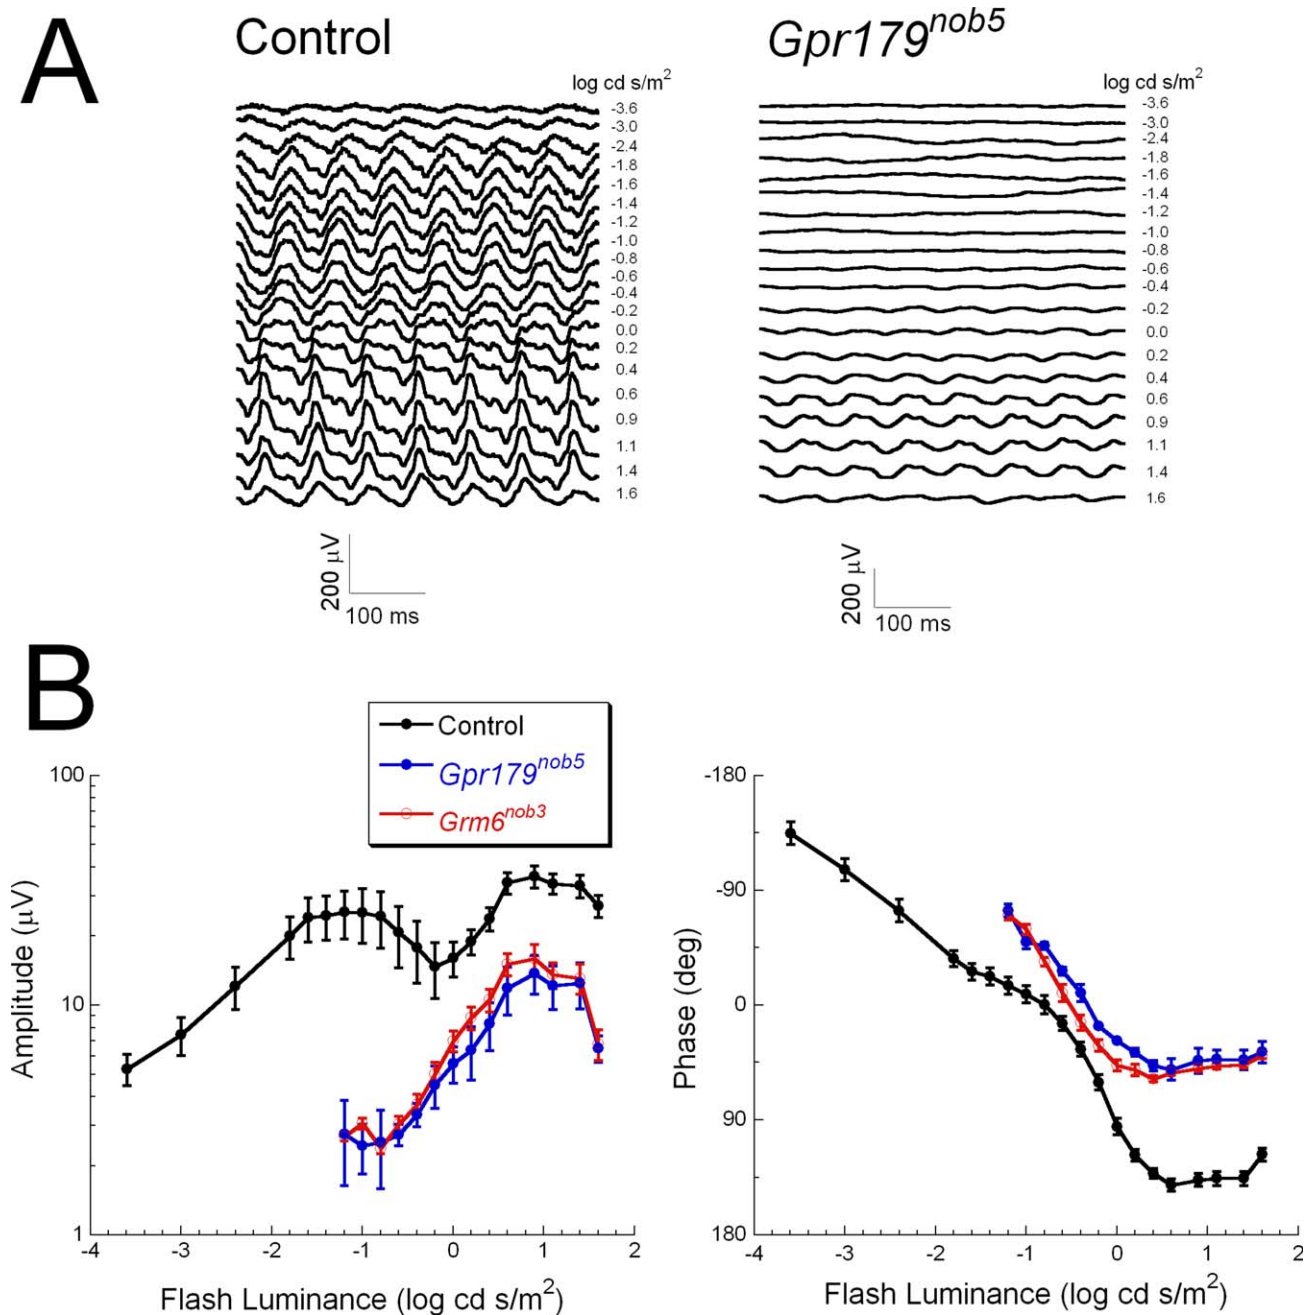 A
Control
Gpr179^nob5
log cd s/m²
-3.6
-3.0
-2.4
-1.8
-1.6
-1.4
-1.2
-1.0
-0.8
-0.6
-0.4
-0.2
0.0
0.2
0.4
0.6
0.9
1.1
1.4
1.6
200 μV
100 ms
log cd s/m²
-3.6
-3.0
-2.4
-1.8
-1.6
-1.4
-1.2
-1.0
-0.8
-0.6
-0.4
-0.2
0.0
0.2
0.4
0.6
0.9
1.1
1.4
1.6
200 μV
100 ms
B
Control
Gpr179^nob5
Grm6^nob3
Amplitude (μV)
100
10
1
-4 -3 -2 -1 0 1 2
Flash Luminance (log cd s/m²)
Phase (deg)
-180
-90
0
90
180
-4 -3 -2 -1 0 1 2
Flash Luminance (log cd s/m²)